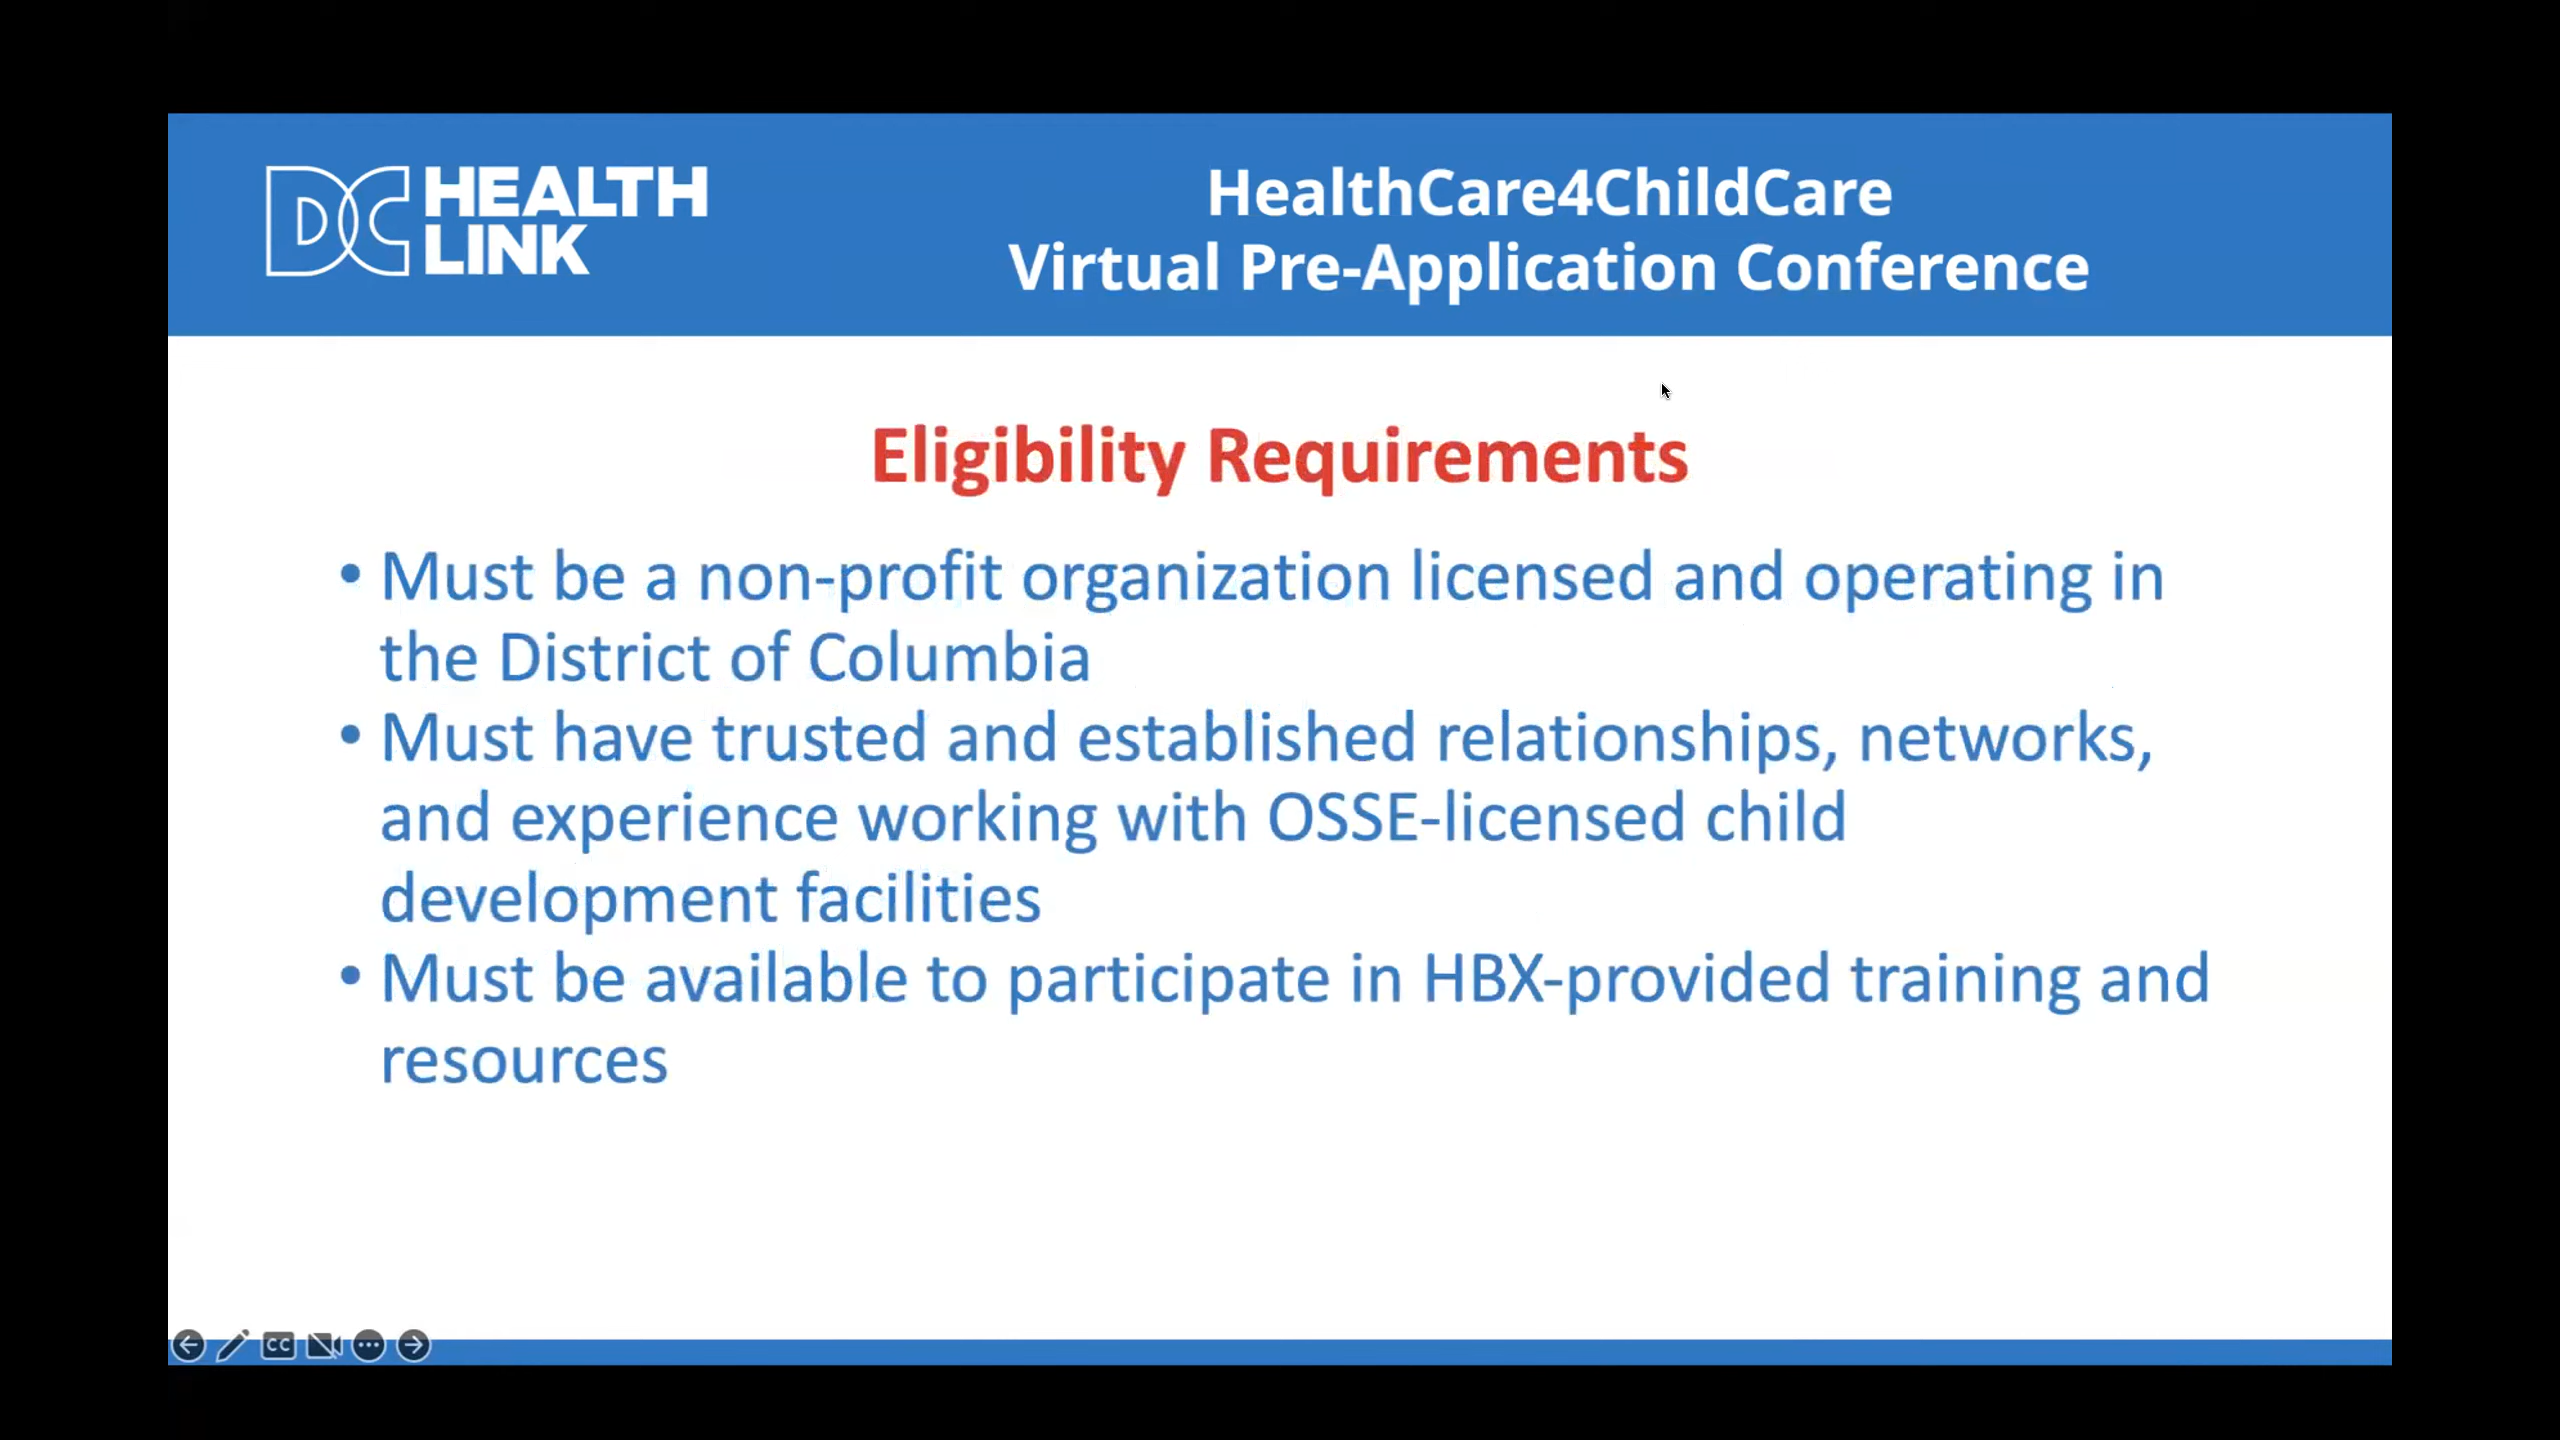 DC HEALTH
LINK
HealthCare4ChildCare
Virtual Pre-Application Conference
Eligibility Requirements
• Must be a non-profit organization licensed and operating in
the District of Columbia
• Must have trusted and established relationships, networks,
and experience working with OSSE-licensed child
development facilities
• Must be available to participate in HBX-provided training and
resources
CC